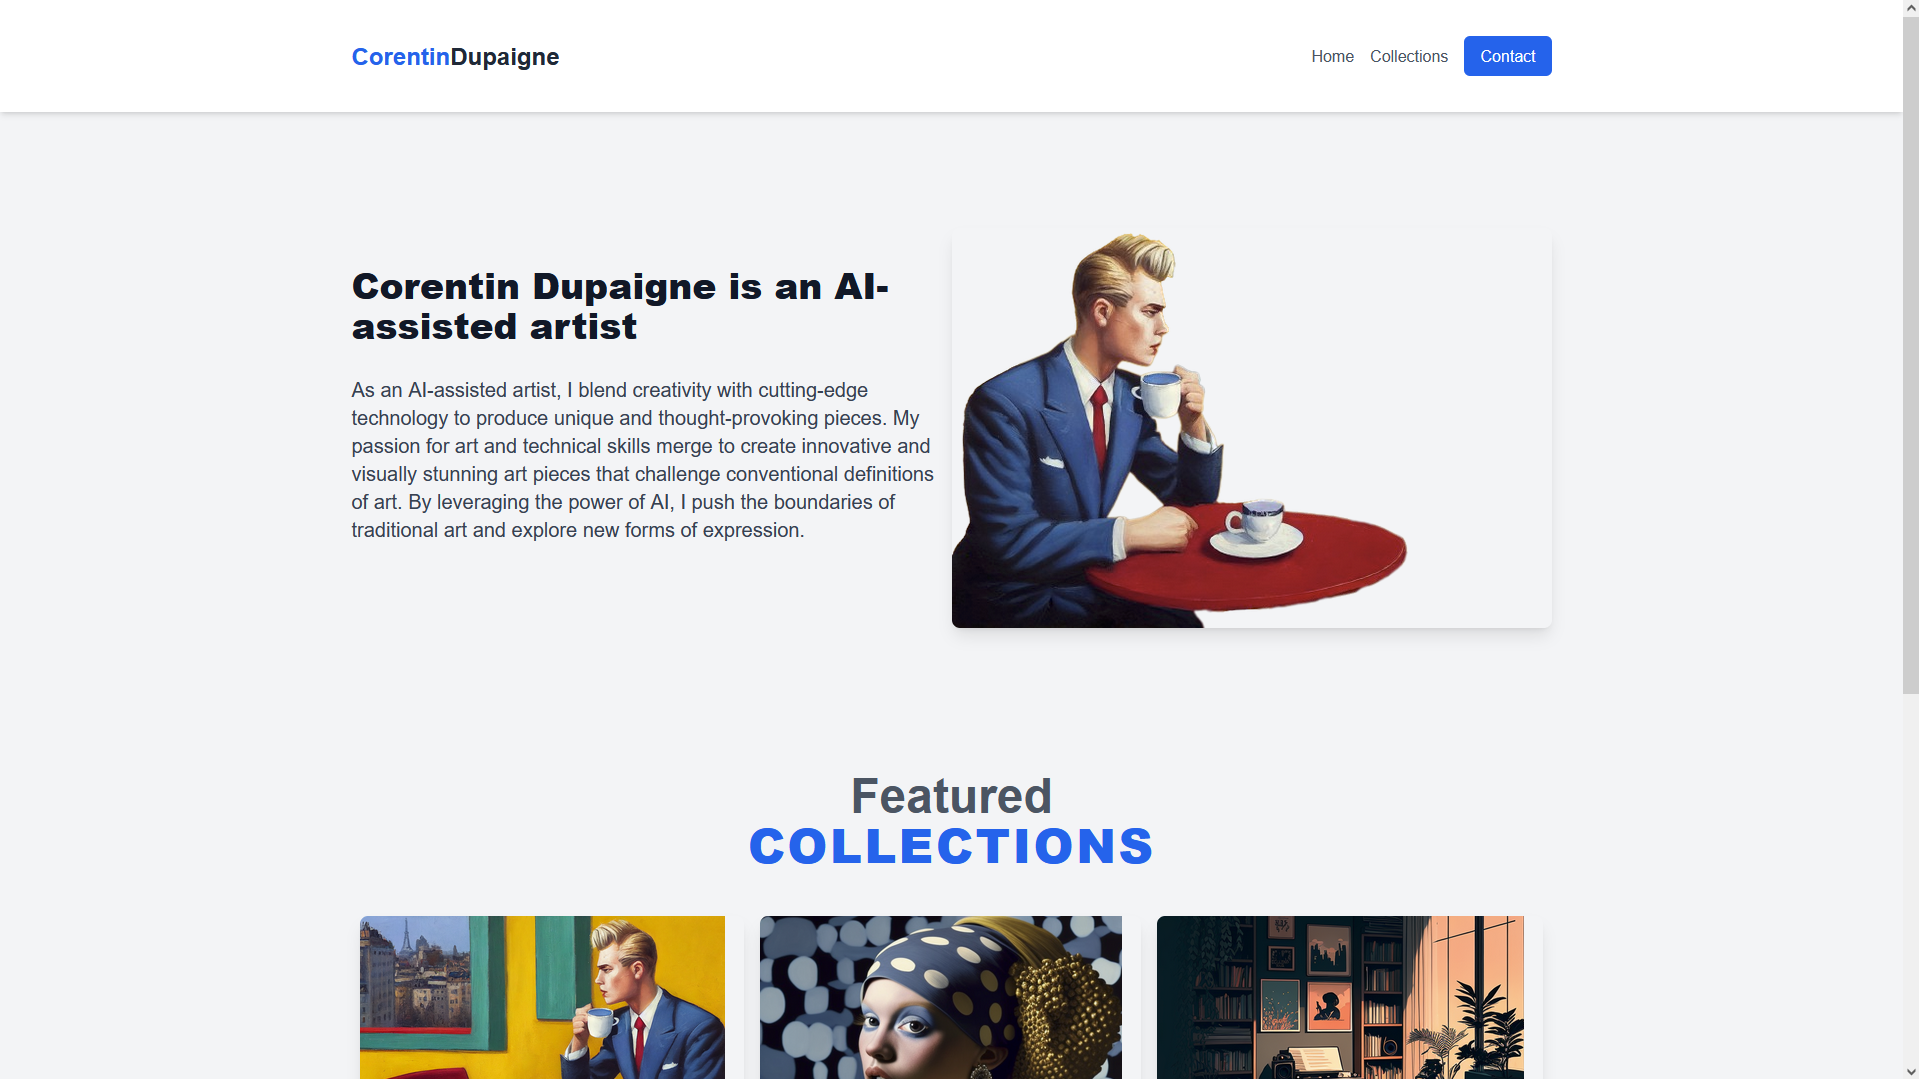 CorentinDupaigne
Home
Collections
Contact
Corentin Dupaigne is an AI-
assisted artist
As an AI-assisted artist, I blend creativity with cutting-edge
technology to produce unique and thought-provoking pieces. My
passion for art and technical skills merge to create innovative and
visually stunning art pieces that challenge conventional definitions
of art. By leveraging the power of AI, I push the boundaries of
traditional art and explore new forms of expression.
Featured
COLLECTIONS